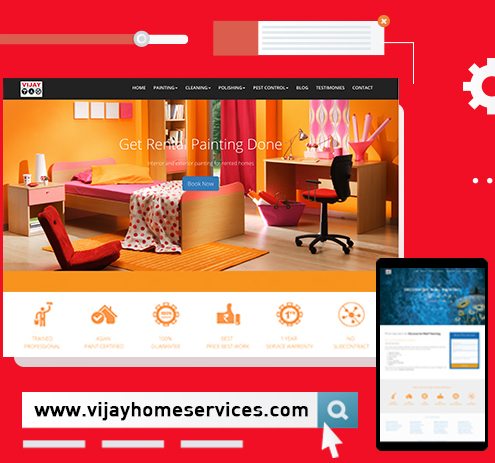 VIJAY
HOME PAINTING CLEANING POLISHING PEST CONTROL BLOG TESTIMONIES CONTACT
Get Rental Painting Done
Interior and exterior painting for rented homes
Book Now
TRAINED
PROFESSIONAL
ASIAN
PAINT CERTIFIED
100%
GUARANTEE
BEST
PRICE BEST WORK
1 YEAR
SERVICE WARRANTY
NO
SUBCONTRACT
www.vijayhomeservices.com